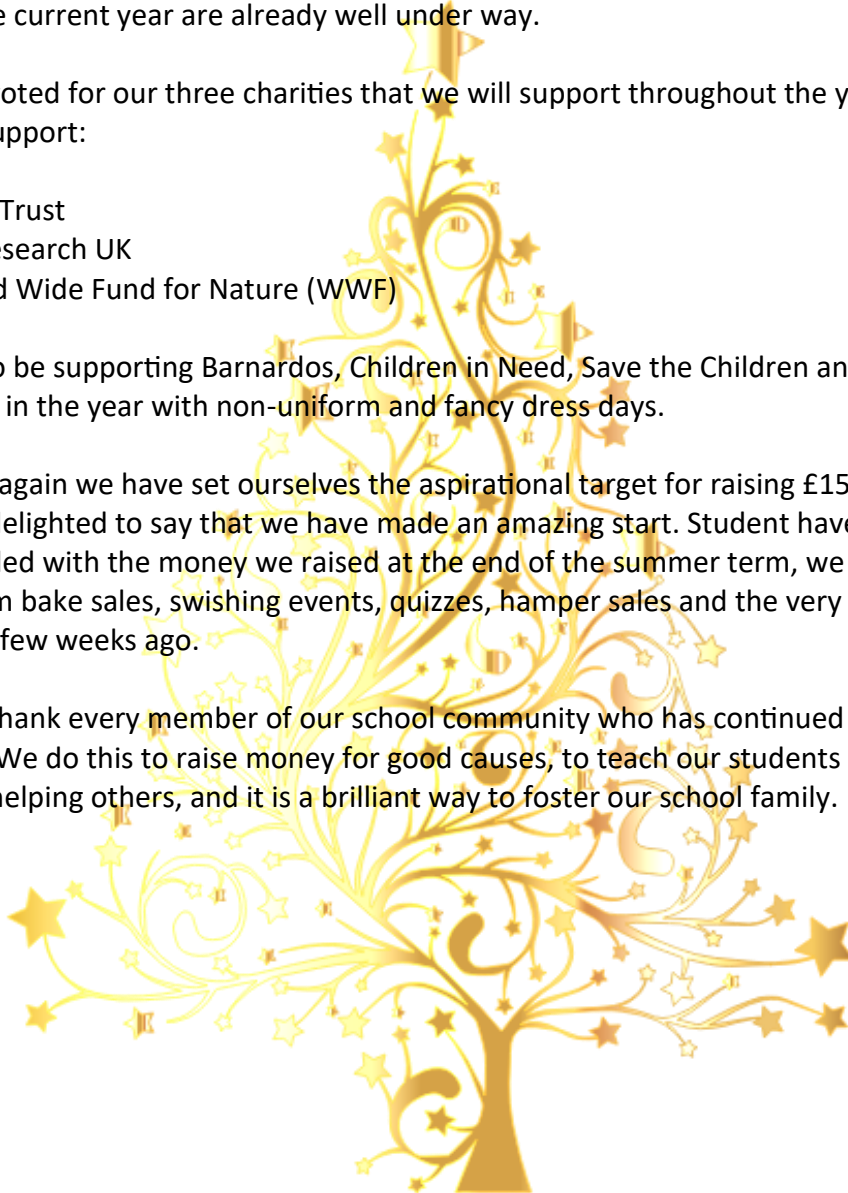 e current year are already well under way.
oted for our three charities that we will support throughout the y
upport:
Trust
esearch UK
d Wide Fund for Nature (WWF)
o be supporting Barnardos, Children in Need, Save the Children an
in the year with non-uniform and fancy dress days.
again we have set ourselves the aspirational target for raising £15
delighted to say that we have made an amazing start. Student have
led with the money we raised at the end of the summer term, we
m bake sales, swishing events, quizzes, hamper sales and the very
few weeks ago.
hank every member of our school community who has continued
We do this to raise money for good causes, to teach our students
helping others, and it is a brilliant way to foster our school family.